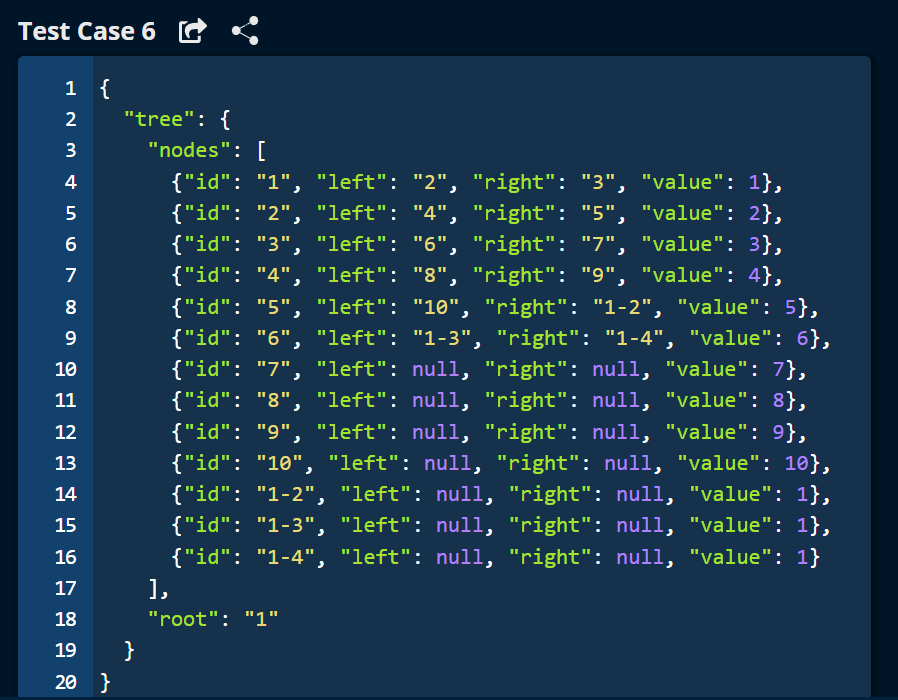 Test Case 6
1 {
2   "tree": {
3     "nodes": [
4       {"id": "1", "left": "2", "right": "3", "value": 1},
5       {"id": "2", "left": "4", "right": "5", "value": 2},
6       {"id": "3", "left": "6", "right": "7", "value": 3},
7       {"id": "4", "left": "8", "right": "9", "value": 4},
8       {"id": "5", "left": "10", "right": "1-2", "value": 5},
9       {"id": "6", "left": "1-3", "right": "1-4", "value": 6},
10       {"id": "7", "left": null, "right": null, "value": 7},
11       {"id": "8", "left": null, "right": null, "value": 8},
12       {"id": "9", "left": null, "right": null, "value": 9},
13       {"id": "10", "left": null, "right": null, "value": 10},
14       {"id": "1-2", "left": null, "right": null, "value": 1},
15       {"id": "1-3", "left": null, "right": null, "value": 1},
16       {"id": "1-4", "left": null, "right": null, "value": 1}
17     ],
18     "root": "1"
19   }
20 }